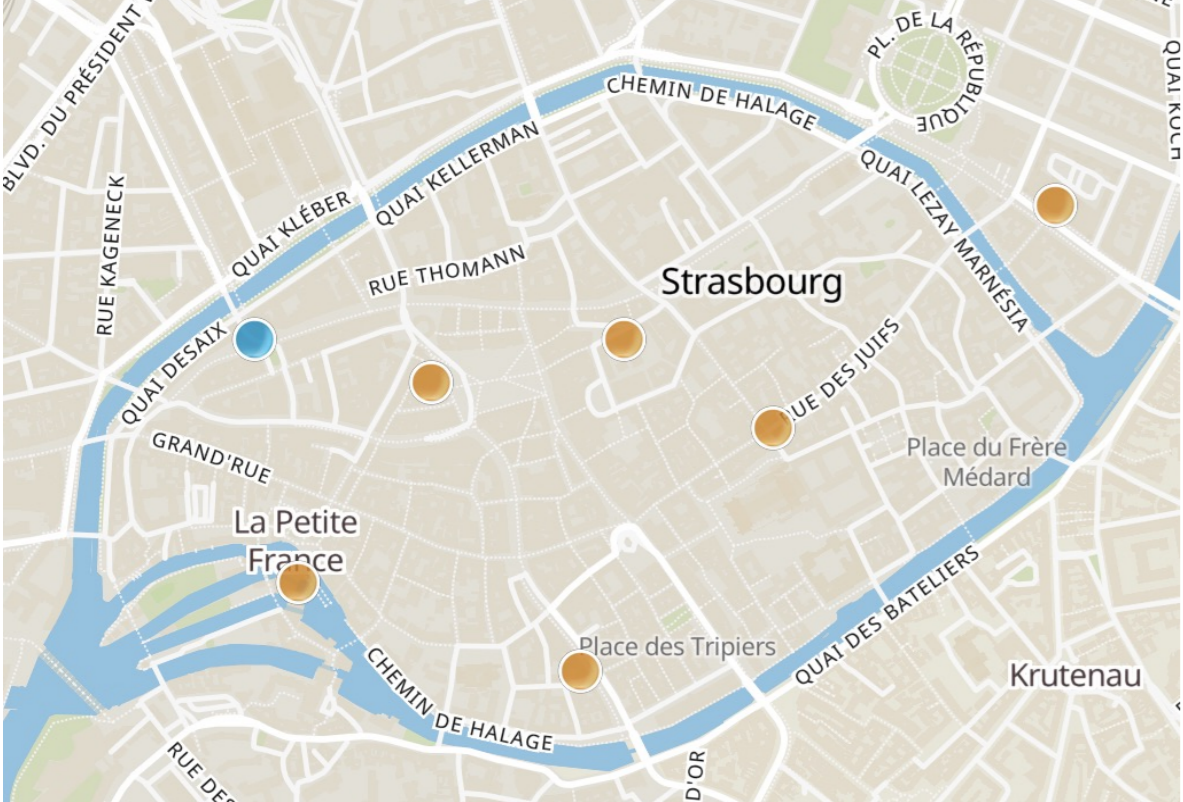 BLVD. DU PRÉSIDENT
PL. DE LA RÉPUBLIQUE
QUAI KOCH
CHEMIN DE HALAGE
QUAI KELLERMAN
QUAI KLÉBER
QUAI LEZAY MARNÉSIA
RUE KAGENECK
RUE THOMANN
Strasbourg
QUAI DESAIX
RUE DES JUIFS
GRAND'RUE
Place du Frère
Médard
La Petite
France
QUAI DES BATELIERS
Place des Tripiers
Krutenau
CHEMIN DE HALAGE
RUE DES
D'OR